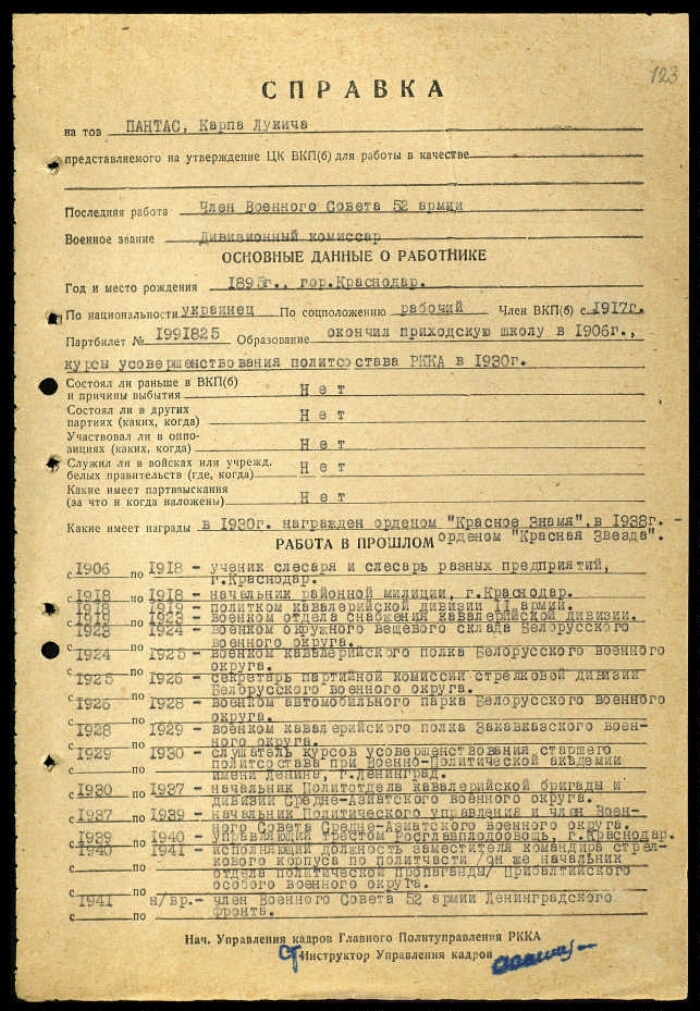 123
СПРАВКА
на тов ПАНТАС, Карпа Лукича
представляемого на утверждение ЦК ВКП(б) для работы в качестве
Последняя работа Член Военного Совета 52 армии
Военное звание Дивизионный комиссар
ОСНОВНЫЕ ДАННЫЕ О РАБОТНИКЕ
Год и место рождения гор.Краснодар.
По национальности украинец По соцположению рабочий Член ВКП(б) с 1917г.
Партбилет № 1991825 Образование окончил приходскую школу в 1906г.,
курсы усовершенствования политсостава РККА в 1930г.
Состоял ли раньше в ВКП(б)
и причины выбытия Нет
Состоял ли в других
партиях (каких, когда) Нет
Участвовал ли в оппо-
зициях (каких, когда) Нет
Служил ли в войсках или учрежд.
белых правительств (где, когда) Нет
Какие имеет партвзыскания
(за что и когда наложены) Нет
Какие имеет награды в 1930г. награжден орденом "Красное Знамя", в 1938г. -
РАБОТА В ПРОШЛОМ орденом "Красная Звезда".
с 1906 по 1918 - ученик слесаря и слесарь разных предприятий,
г.Краснодар.
с 1918 по 1918 - начальник районной милиции, г.Краснодар.
1918 1919 - политком кавалерийской дивизии 11 армии.
с 1919 по 1923 - военком отдела снабжения кавалерийской дивизии.
1923 1924 - военком окружного вещевого склада Белорусского
военного округа.
с 1924 по 1925 - военком кавалерийского полка Белорусского военного
округа.
с 1925 по 1926 - секретарь партийной комиссии стрелковой дивизии
Белорусского военного округа.
с 1926 по 1928 - военком автомобильного парка Белорусского военного
округа.
с 1928 по 1929 - военком кавалерийского полка Закавказского воен-
ного округа.
с 1929 по 1930 - слушатель курсов усовершенствования старшего
политсостава при Военно-Политической академии
имени Ленина, г.Ленинград.
с 1930 по 1937 - начальник Политотдела кавалерийской бригады и
дивизии Средне-Азиатского военного округа.
с 1937 по 1939 - начальник Политического управления и член Воен-
ного Совета Средне-Азиатского военного округа.
с 1939 по 1940 - управляющий трестом Росглавплодоовощ, г.Краснодар.
1940 1941 - исполняющий должность заместителя командира стрел-
с по кового корпуса по политчасти /он же начальник
отдела политической пропаганды/ Прибалтийского
с по особого военного округа.
с 1941 по н/вр.- член Военного Совета 52 армии Ленинградского
с по фронта.
Нач. Управления кадров Главного Политуправления РККА
Ст Инструктор Управления кадров